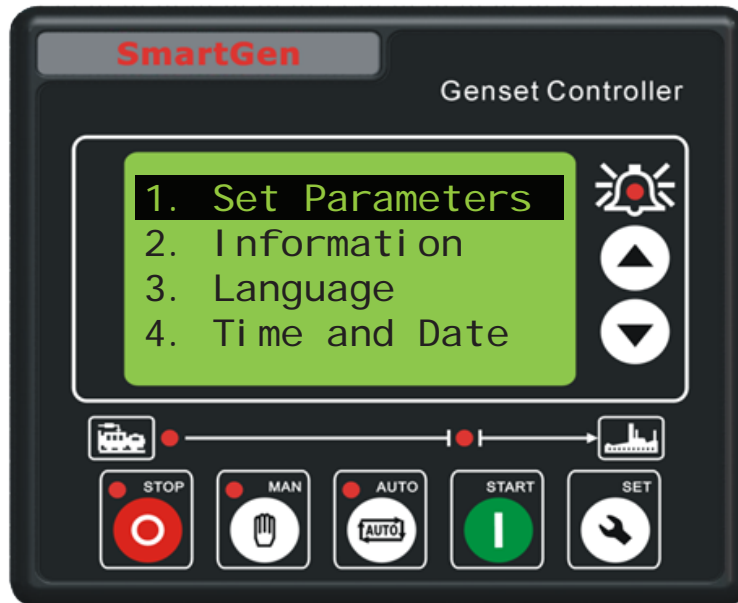 SmartGen
Genset Controller
1. Set Parameters
2. Information
3. Language
4. Time and Date
STOP MAN AUTO START SET
AUTO